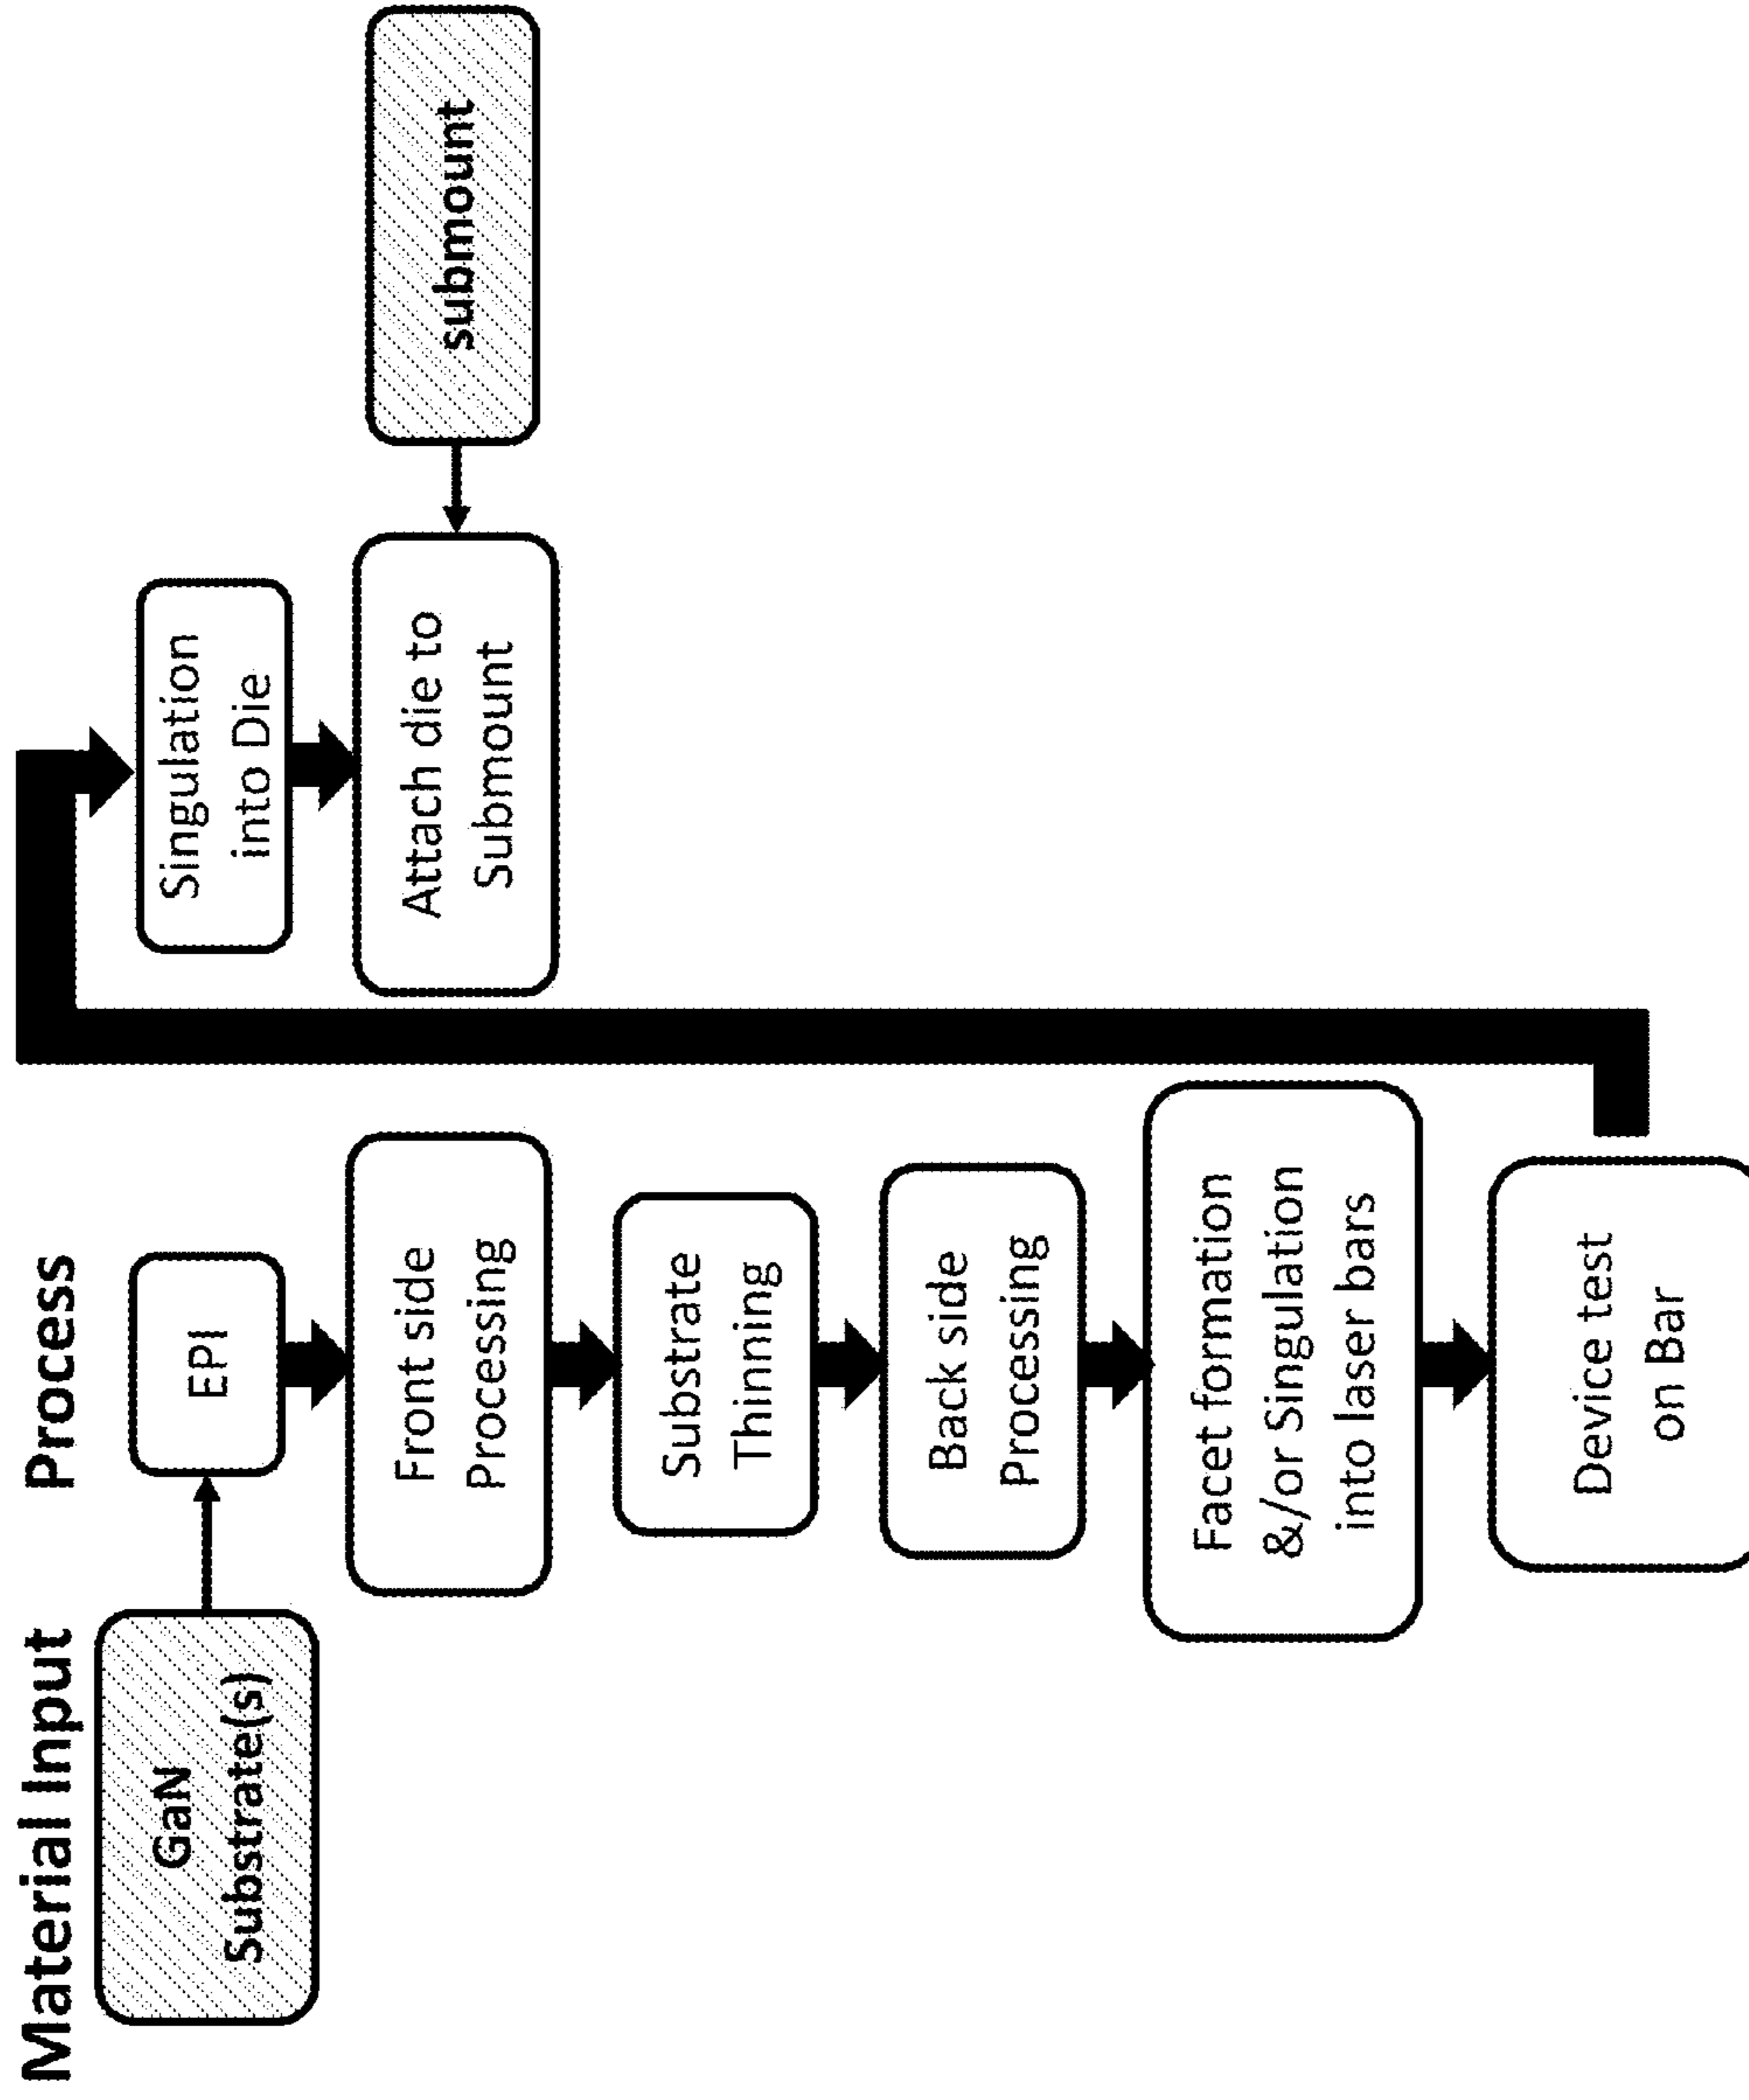 Material Input
Process
GaN
Substrate(s)
EPI
Front side
Processing
Substrate
Thinning
Back side
Processing
Facet formation
&/or Singulation
into laser bars
Device test
on Bar
Singulation
into Die
Attach die to
Submount
submount